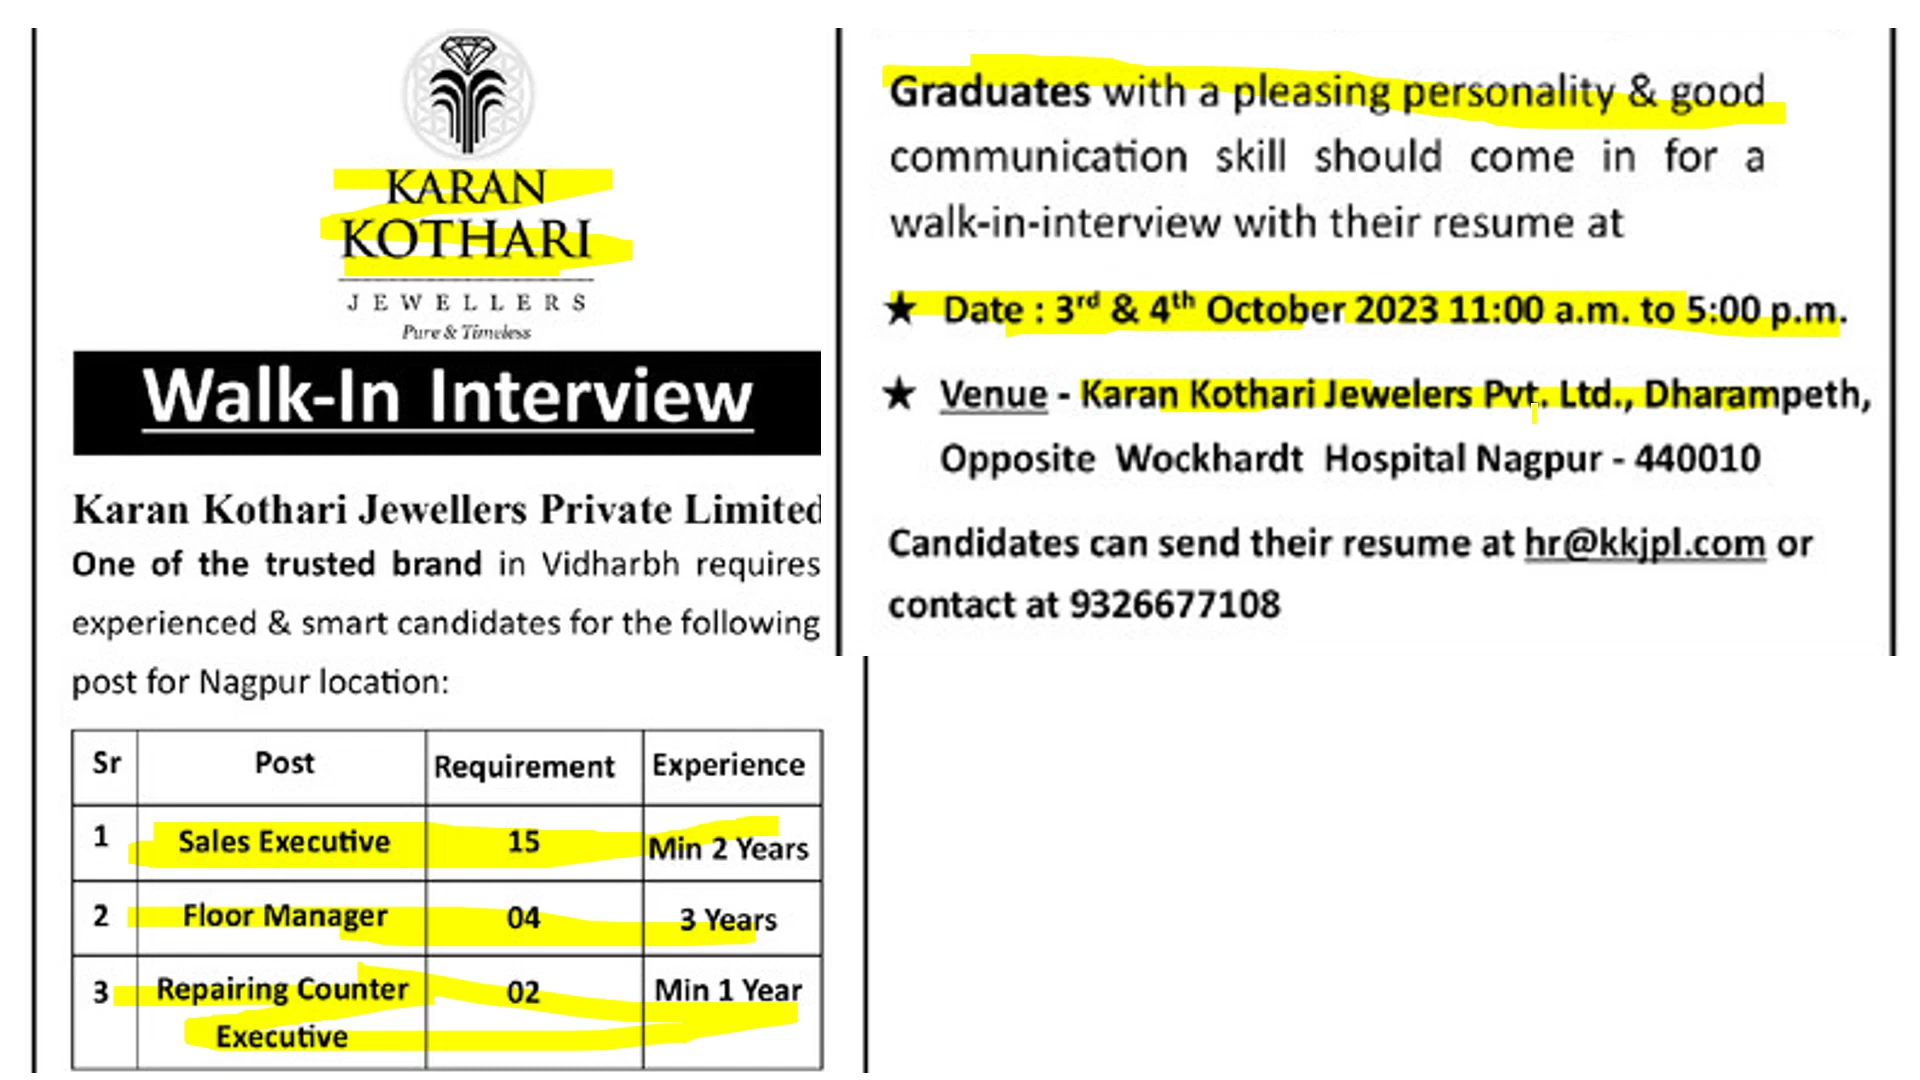 KARAN
KOTHARI
JEWELLERS
Pure & Timeless
Walk-In Interview
Karan Kothari Jewellers Private Limited
One of the trusted brand in Vidharbh requires
experienced & smart candidates for the following
post for Nagpur location:
Sr Post Requirement Experience
1 Sales Executive 15 Min 2 Years
2 Floor Manager 04 3 Years
3 Repairing Counter 02 Min 1 Year
Executive
Graduates with a pleasing personality & good
communication skill should come in for a
walk-in-interview with their resume at
★ Date : 3rd & 4th October 2023 11:00 a.m. to 5:00 p.m.
★ Venue - Karan Kothari Jewelers Pvt. Ltd., Dharampeth,
Opposite Wockhardt Hospital Nagpur - 440010
Candidates can send their resume at hr@kkjpl.com or
contact at 9326677108